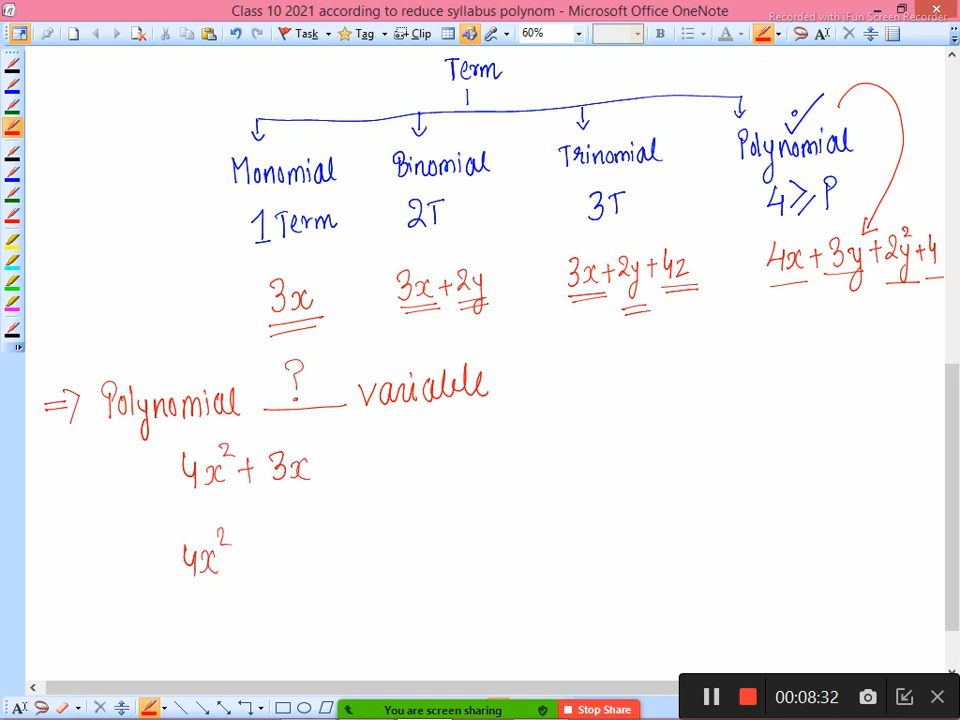 Class 10 2021 according to reduce syllabus polynom - Microsoft Office OneNote
Recorded with iFun Screen Recorder
Task Tag Clip 60% B A
Term
Monomial Binomial Trinomial Polynomial
1 Term 2T 3T 4 ⩾ P
3x 3x + 2y 3x + 2y + 4z 4x + 3y + 2y² + 4
⇒ Polynomial ? variable
4x² + 3x
4x²
You are screen sharing Stop Share
00:08:32